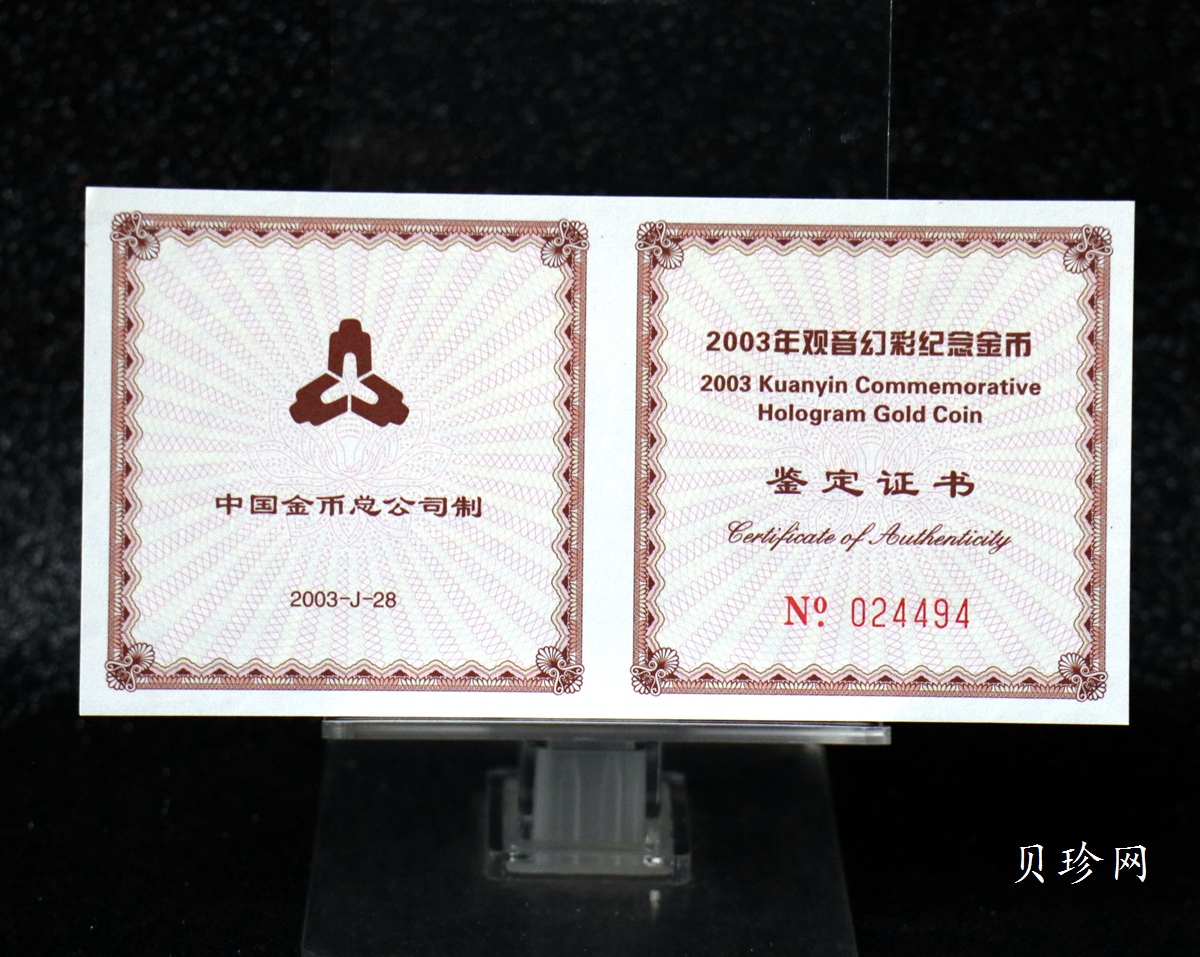 中国金币总公司制
2003-J-28
2003年观音幻彩纪念金币
2003 Kuanyin Commemorative
Hologram Gold Coin
鉴定证书
Certificate of Authenticity
Nº 024494
贝珍网